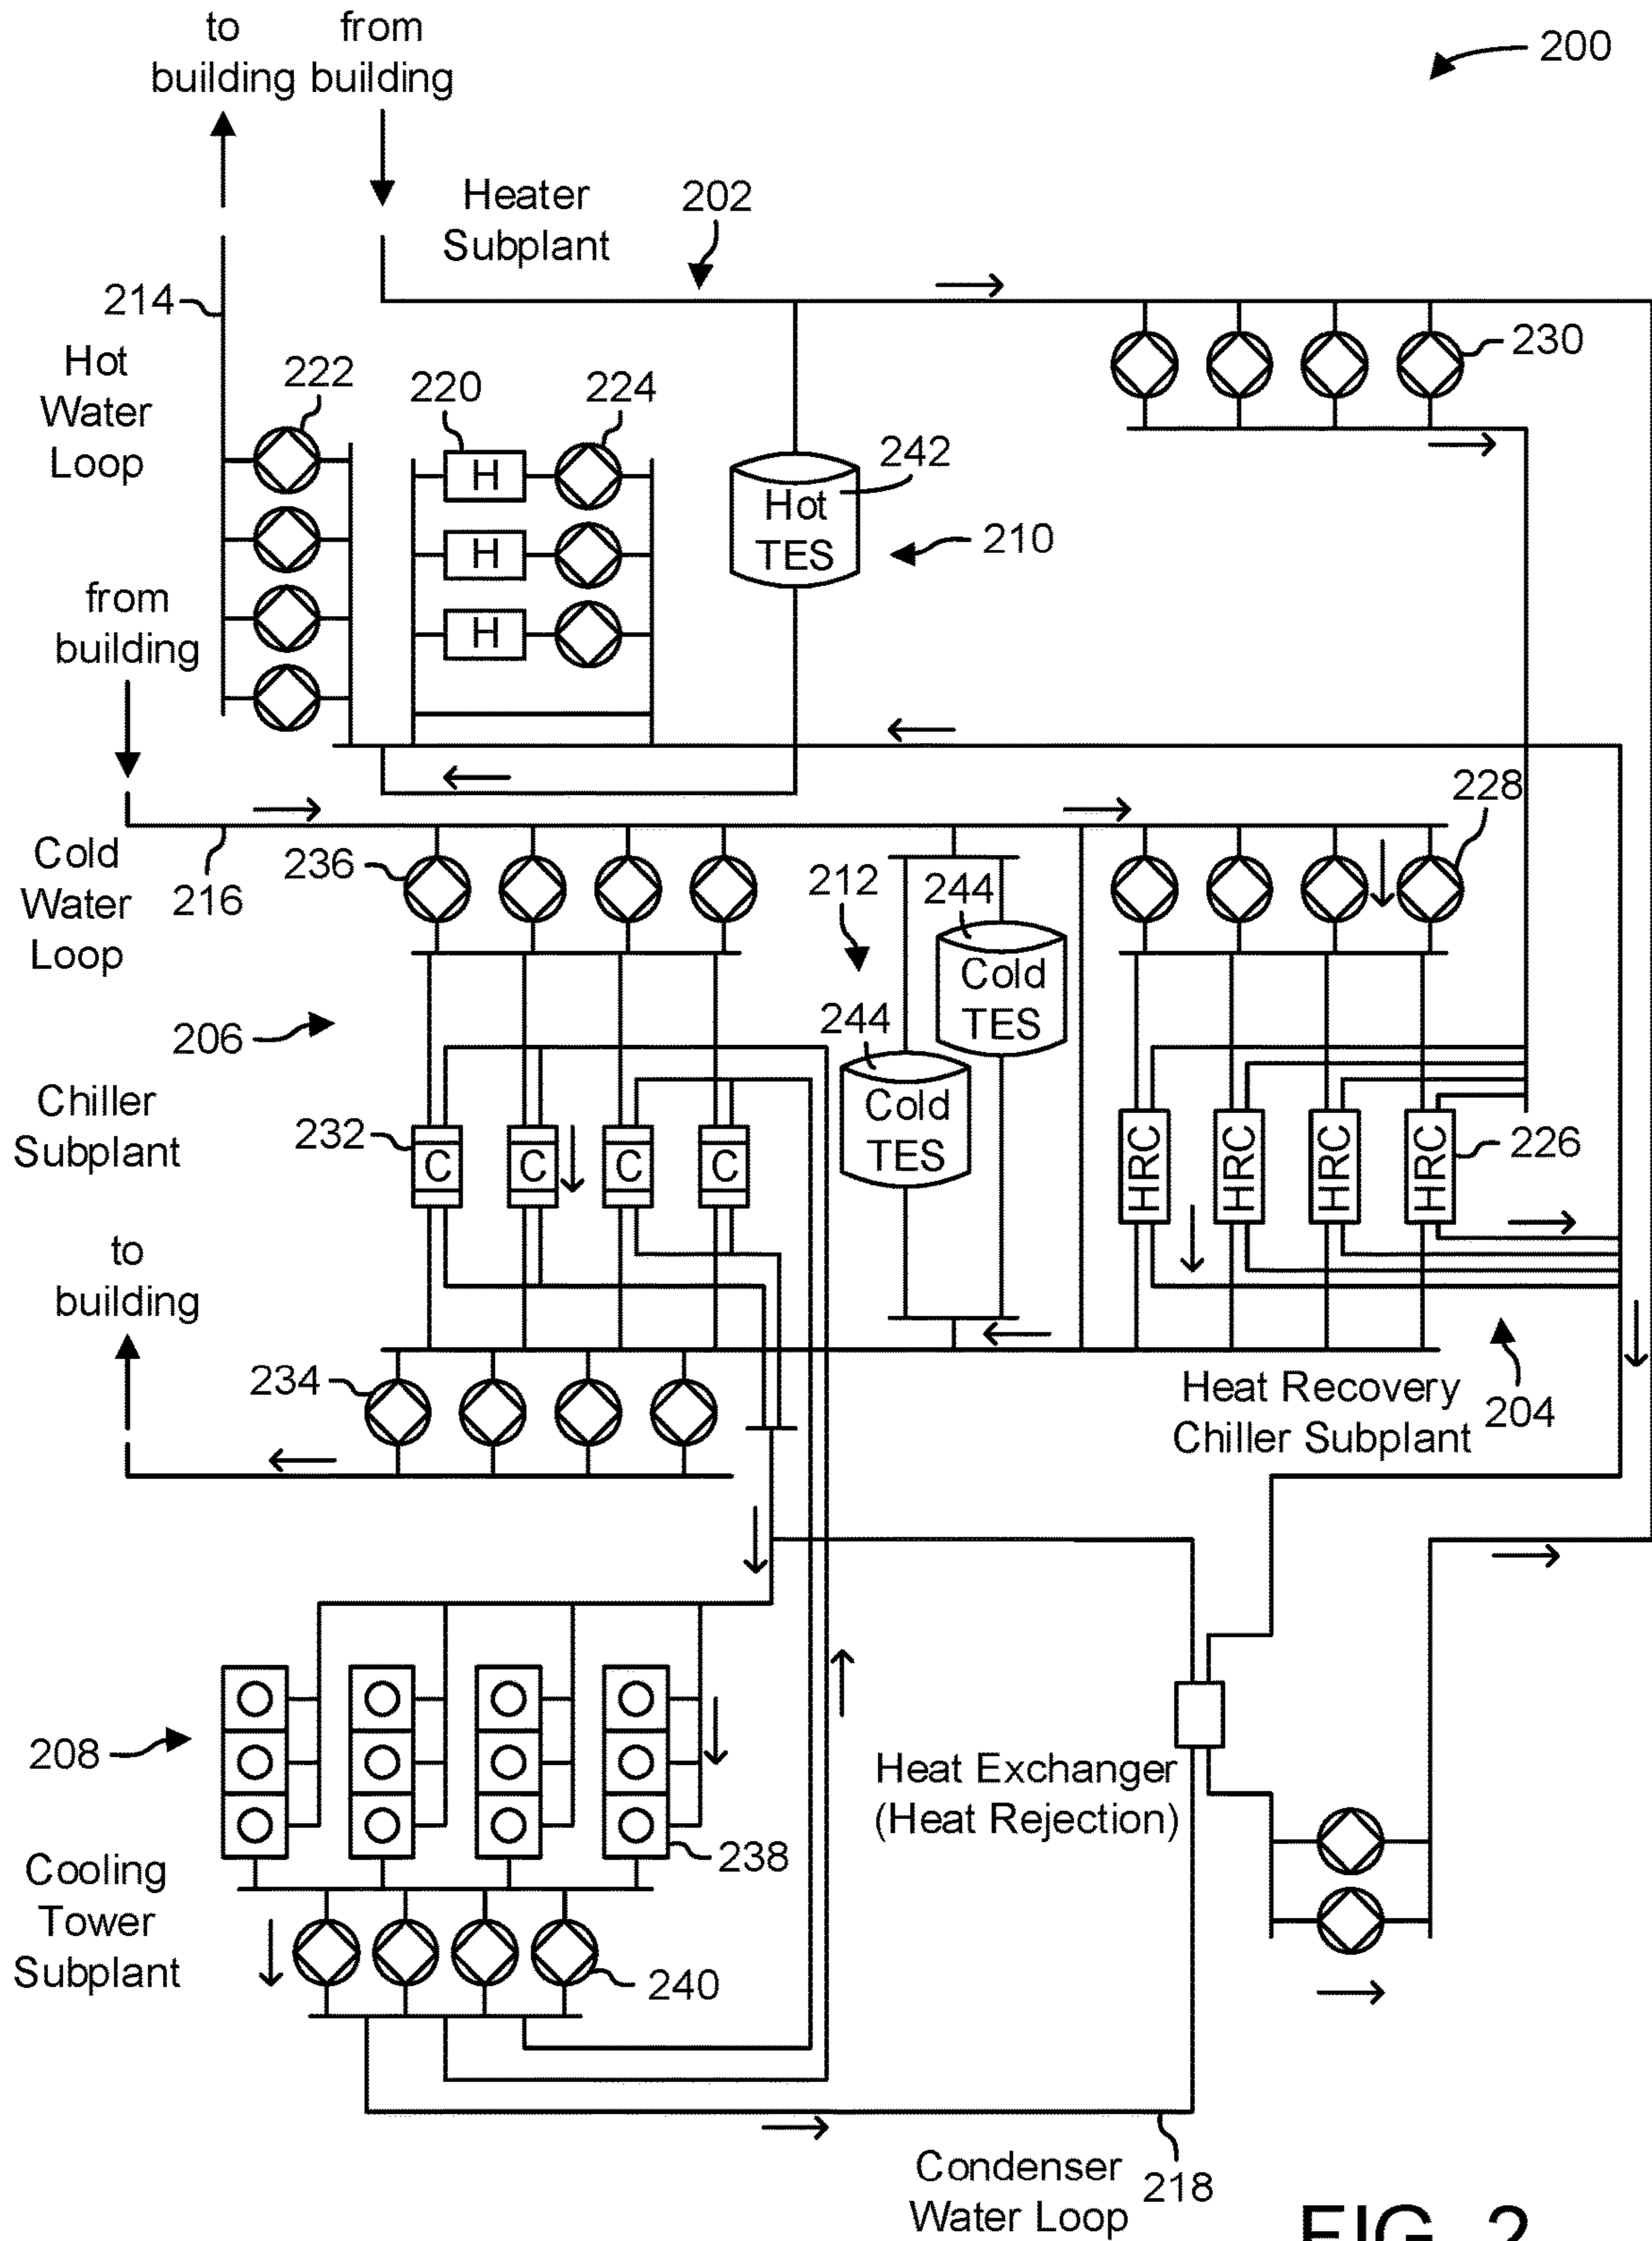 to
building
from
building
200
Heater
Subplant
202
214
Hot
Water
Loop
222
220
224
230
H
H
H
Hot
TES
242
210
from
building
228
Cold
Water
Loop
216
236
212
244
Cold
TES
244
Cold
TES
206
Chiller
Subplant
232
C
C
C
C
HRC
HRC
HRC
HRC
226
to
building
234
Heat Recovery
Chiller Subplant
204
208
Heat Exchanger
(Heat Rejection)
238
Cooling
Tower
Subplant
240
Condenser
Water Loop
218
FIG. 2